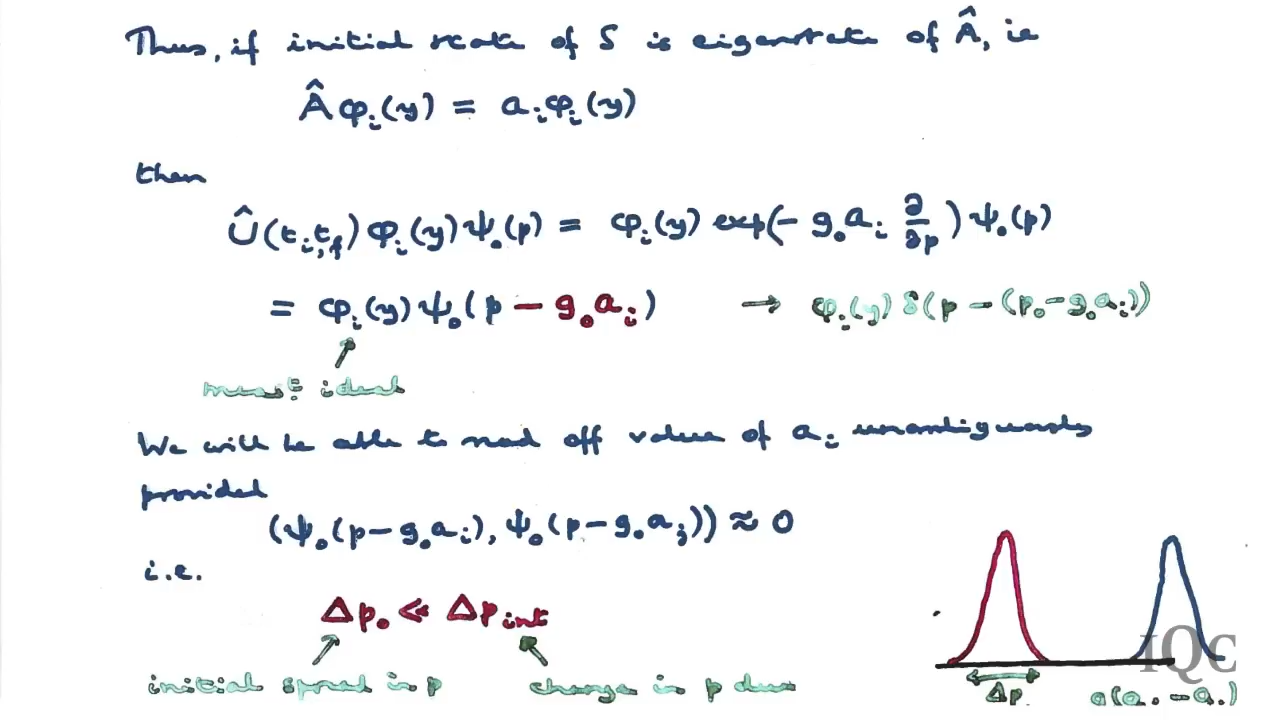 Thus, if initial state of S is eigenstate of Â, ie
Âφᵢ(y) = aᵢφᵢ(y)
then
Û(tᵢ,t_f) φᵢ(y)ψ₀(p) = φᵢ(y) exp(- g₀aᵢ ∂/∂p) ψ₀(p)
= φᵢ(y) ψ₀(p - g₀aᵢ) → φᵢ(y) δ(p - (p₀-g₀aᵢ))
meast ideal
We will be able to read off value of aᵢ unambiguously
provided
(ψ₀(p-g₀aᵢ), ψ₀(p-g₀aⱼ)) ≈ 0
i.e.
Δp₀ ≪ Δp_int
initial spread in p change in p due
Δp
IQC